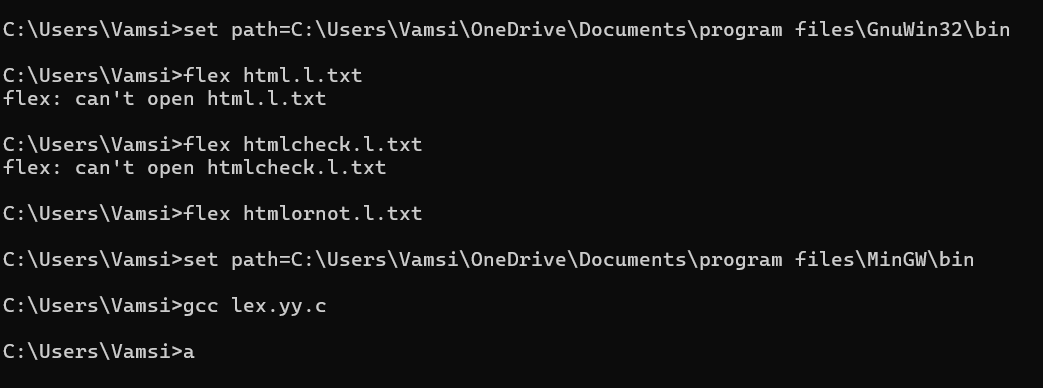 C:\Users\Vamsi>set path=C:\Users\Vamsi\OneDrive\Documents\program files\GnuWin32\bin
C:\Users\Vamsi>flex html.l.txt
flex: can't open html.l.txt
C:\Users\Vamsi>flex htmlcheck.l.txt
flex: can't open htmlcheck.l.txt
C:\Users\Vamsi>flex htmlornot.l.txt
C:\Users\Vamsi>set path=C:\Users\Vamsi\OneDrive\Documents\program files\MinGW\bin
C:\Users\Vamsi>gcc lex.yy.c
C:\Users\Vamsi>a